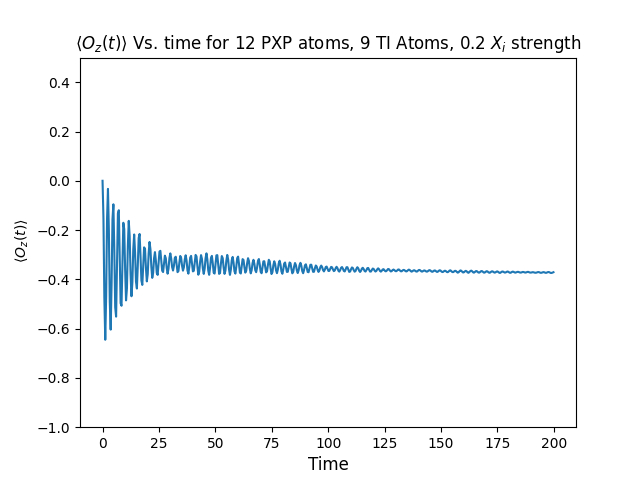 ⟨O_z(t)⟩ Vs. time for 12 PXP atoms, 9 TI Atoms, 0.2 X_i strength
0.4
0.2
0.0
−0.2
−0.4
−0.6
−0.8
−1.0
⟨O_z(t)⟩
0 25 50 75 100 125 150 175 200
Time